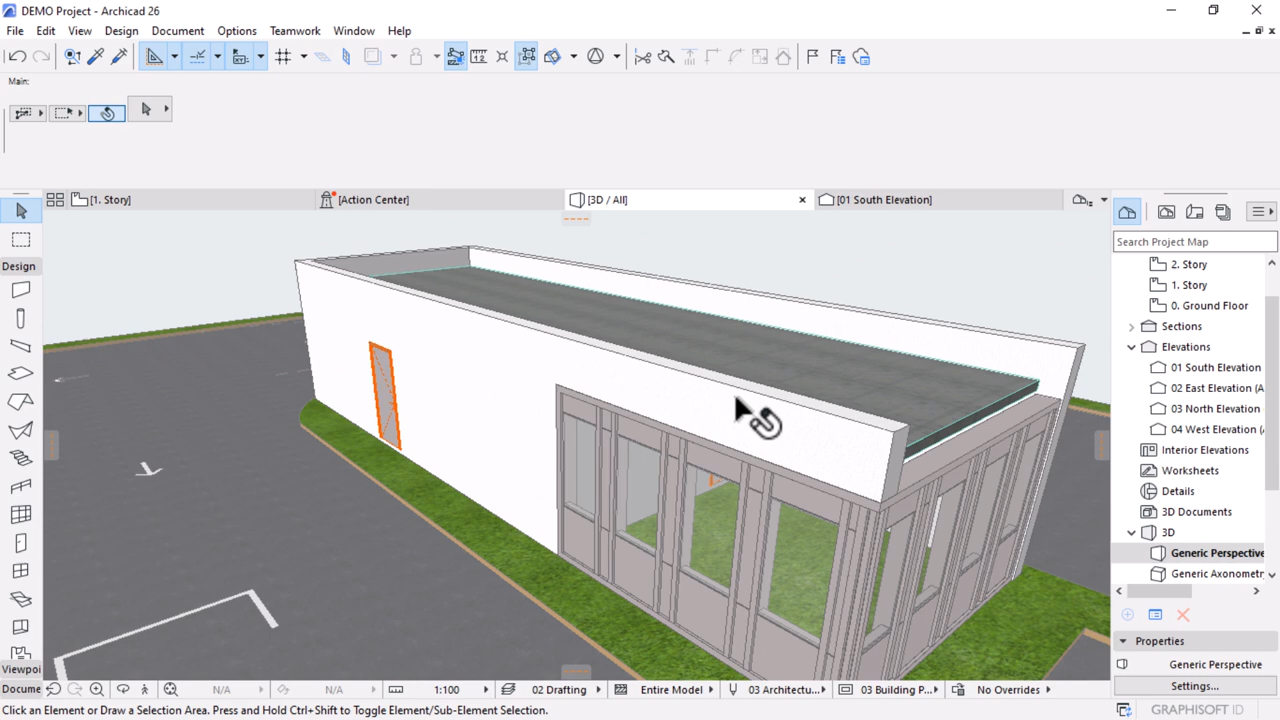 DEMO Project - Archicad 26
File Edit View Design Document Options Teamwork Window Help
Main:
[1. Story] [Action Center] [3D / All] [01 South Elevation]
Search Project Map
Design
2. Story
1. Story
0. Ground Floor
Sections
Elevations
01 South Elevation
02 East Elevation (A
03 North Elevation
04 West Elevation (
Interior Elevations
Worksheets
Details
3D Documents
3D
Generic Perspective
Generic Axonometr
Properties
Viewpoi
Generic Perspective
Docume N/A N/A 1:100 02 Drafting Entire Model 03 Architectu... 03 Building P... No Overrides
Settings...
Click an Element or Draw a Selection Area. Press and Hold Ctrl+Shift to Toggle Element/Sub-Element Selection.
GRAPHISOFT ID